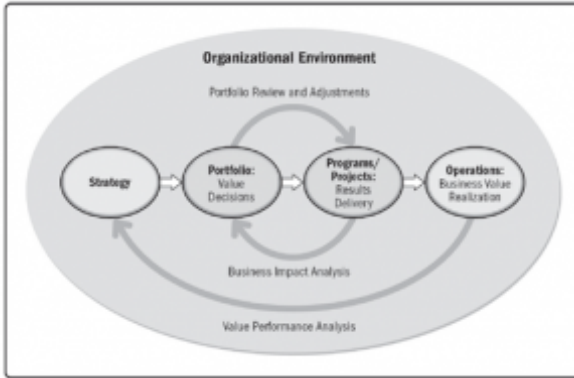 Organizational Environment
Portfolio Review and Adjustments
Strategy
Portfolio:
Value
Decisions
Programs/
Projects:
Results
Delivery
Operations:
Business Value
Realization
Business Impact Analysis
Value Performance Analysis